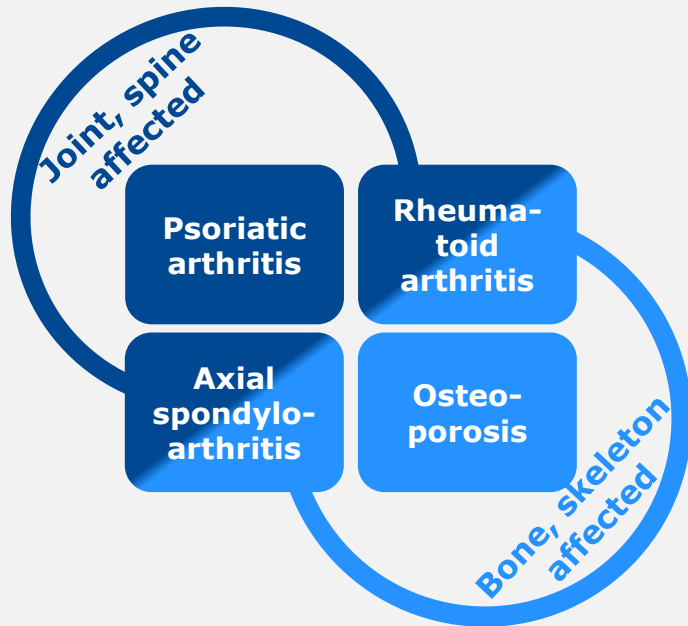 Joint, spine
affected
Psoriatic
arthritis
Rheuma-
toid
arthritis
Axial
spondylo-
arthritis
Osteo-
porosis
Bone, skeleton
affected